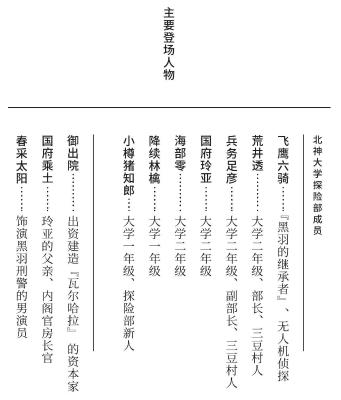 主要登场人物
北神大学探险部成员
飞鹰六骑……『黑羽的继承者』、无人机侦探
荒井透…………大学二年级、部长、三豆村人
兵务足彦………大学二年级、副部长、三豆村人
国府玲亚………大学二年级
海部零…………大学二年级
降续林檎………大学一年级
小樽猪知郎……大学一年级、探险部新人
御出院…………出资建造『瓦尔哈拉』的资本家
国府乘土………玲亚的父亲、内阁官房长官
春采太阳………饰演黑羽刑警的男演员